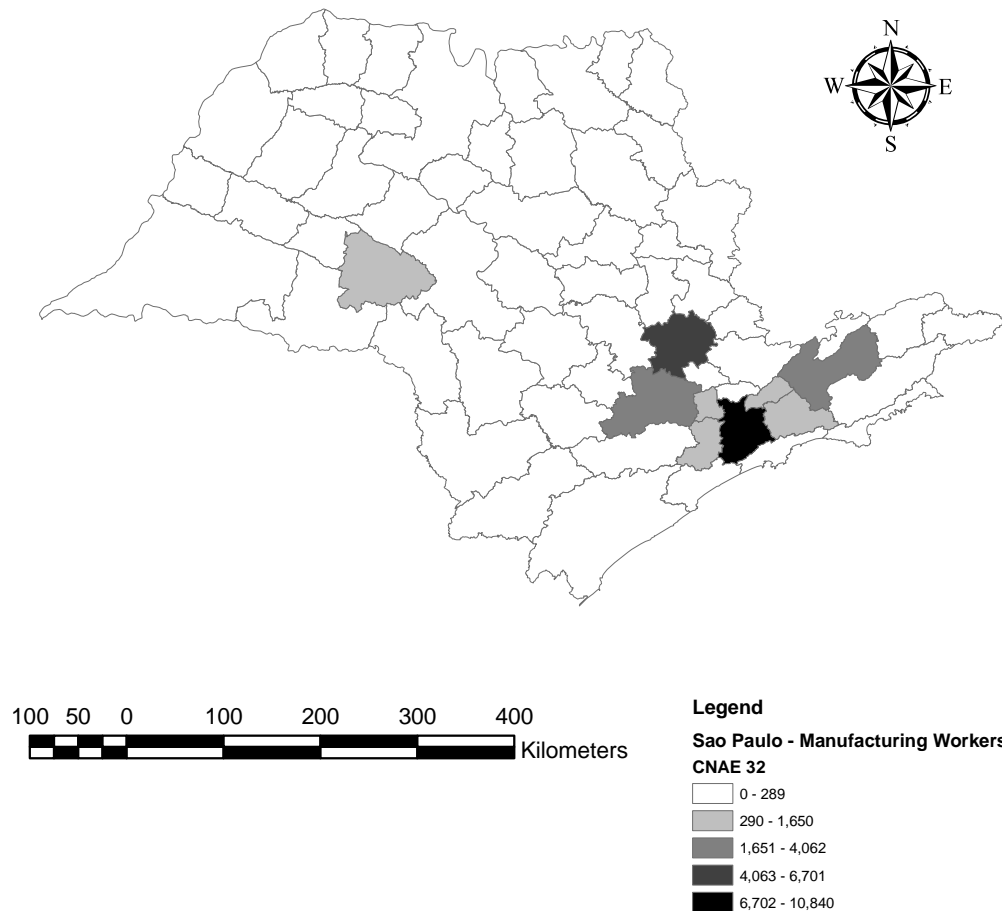 N
W E
S
100 50 0 100 200 300 400
Kilometers
Legend
Sao Paulo - Manufacturing Workers
CNAE 32
0 - 289
290 - 1,650
1,651 - 4,062
4,063 - 6,701
6,702 - 10,840